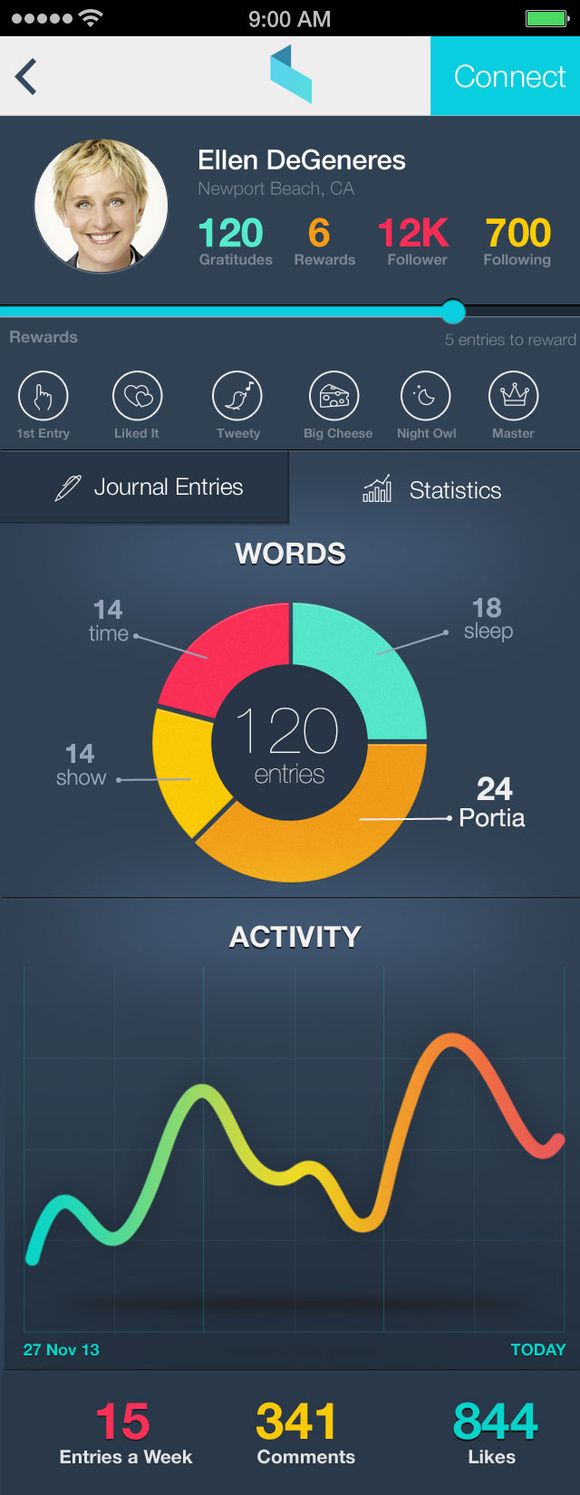 9:00 AM
Connect
Ellen DeGeneres
Newport Beach, CA
120 6 12K 700
Gratitudes Rewards Follower Following
Rewards 5 entries to reward
1st Entry Liked It Tweety Big Cheese Night Owl Master
Journal Entries Statistics
WORDS
14 18
time sleep
120
entries
14
show
24
Portia
ACTIVITY
27 Nov 13 TODAY
15 341 844
Entries a Week Comments Likes